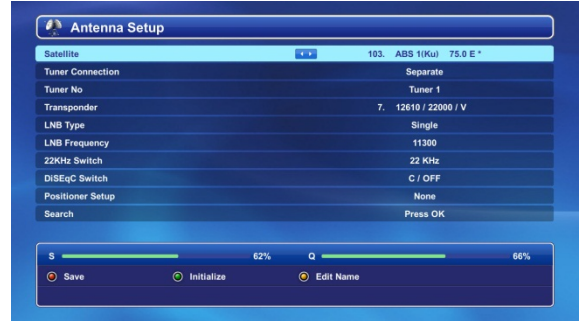 Antenna Setup
Satellite 103. ABS 1(Ku) 75.0 E *
Tuner Connection Separate
Tuner No Tuner 1
Transponder 7. 12610 / 22000 / V
LNB Type Single
LNB Frequency 11300
22KHz Switch 22 KHz
DiSEqC Switch C / OFF
Positioner Setup None
Search Press OK
S 62% Q 66%
Save Initialize Edit Name